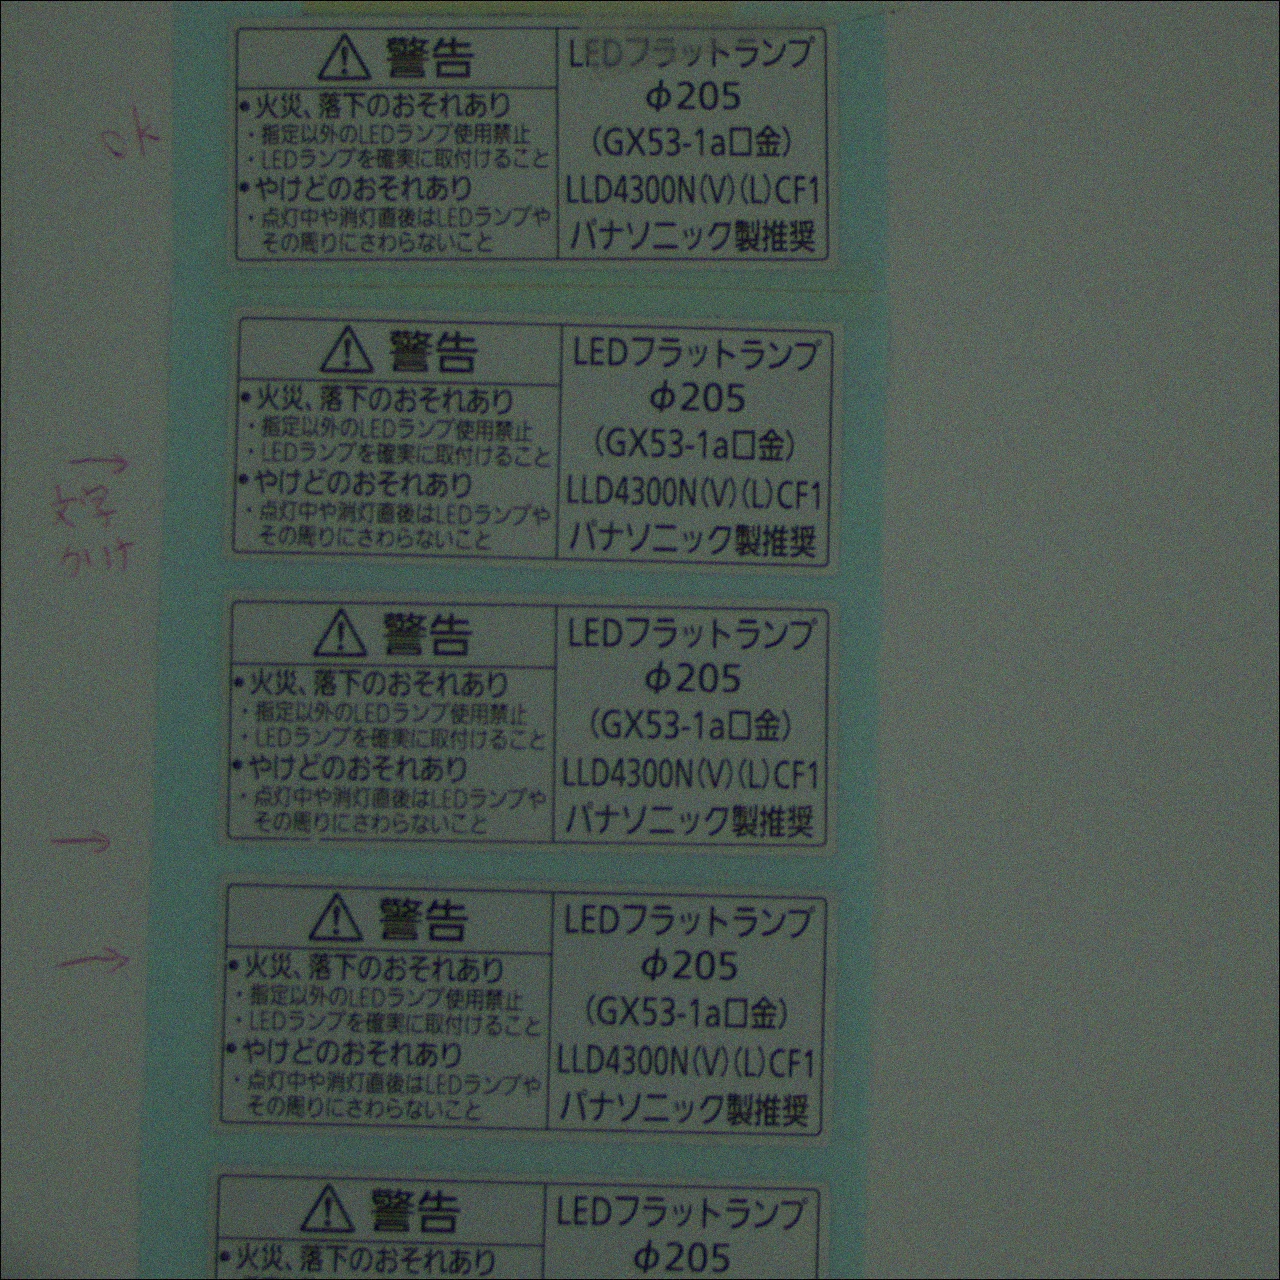 OK
⚠ 警告
•火災、落下のおそれあり
・指定以外のLEDランプ使用禁止
・LEDランプを確実に取付けること
•やけどのおそれあり
・点灯中や消灯直後はLEDランプや
その周りにさわらないこと
LEDフラットランプ
φ205
(GX53-1a口金)
LLD4300N(V)(L)CF1
パナソニック製推奨
→
文字
⚠ 警告
•火災、落下のおそれあり
・指定以外のLEDランプ使用禁止
・LEDランプを確実に取付けること
•やけどのおそれあり
・点灯中や消灯直後はLEDランプや
その周りにさわらないこと
LEDフラットランプ
φ205
(GX53-1a口金)
LLD4300N(V)(L)CF1
パナソニック製推奨
→
⚠ 警告
•火災、落下のおそれあり
・指定以外のLEDランプ使用禁止
・LEDランプを確実に取付けること
•やけどのおそれあり
・点灯中や消灯直後はLEDランプや
その周りにさわらないこと
LEDフラットランプ
φ205
(GX53-1a口金)
LLD4300N(V)(L)CF1
パナソニック製推奨
→
⚠ 警告
•火災、落下のおそれあり
・指定以外のLEDランプ使用禁止
・LEDランプを確実に取付けること
•やけどのおそれあり
・点灯中や消灯直後はLEDランプや
その周りにさわらないこと
LEDフラットランプ
φ205
(GX53-1a口金)
LLD4300N(V)(L)CF1
パナソニック製推奨
⚠ 警告
•火災、落下のおそれあり
LEDフラットランプ
φ205